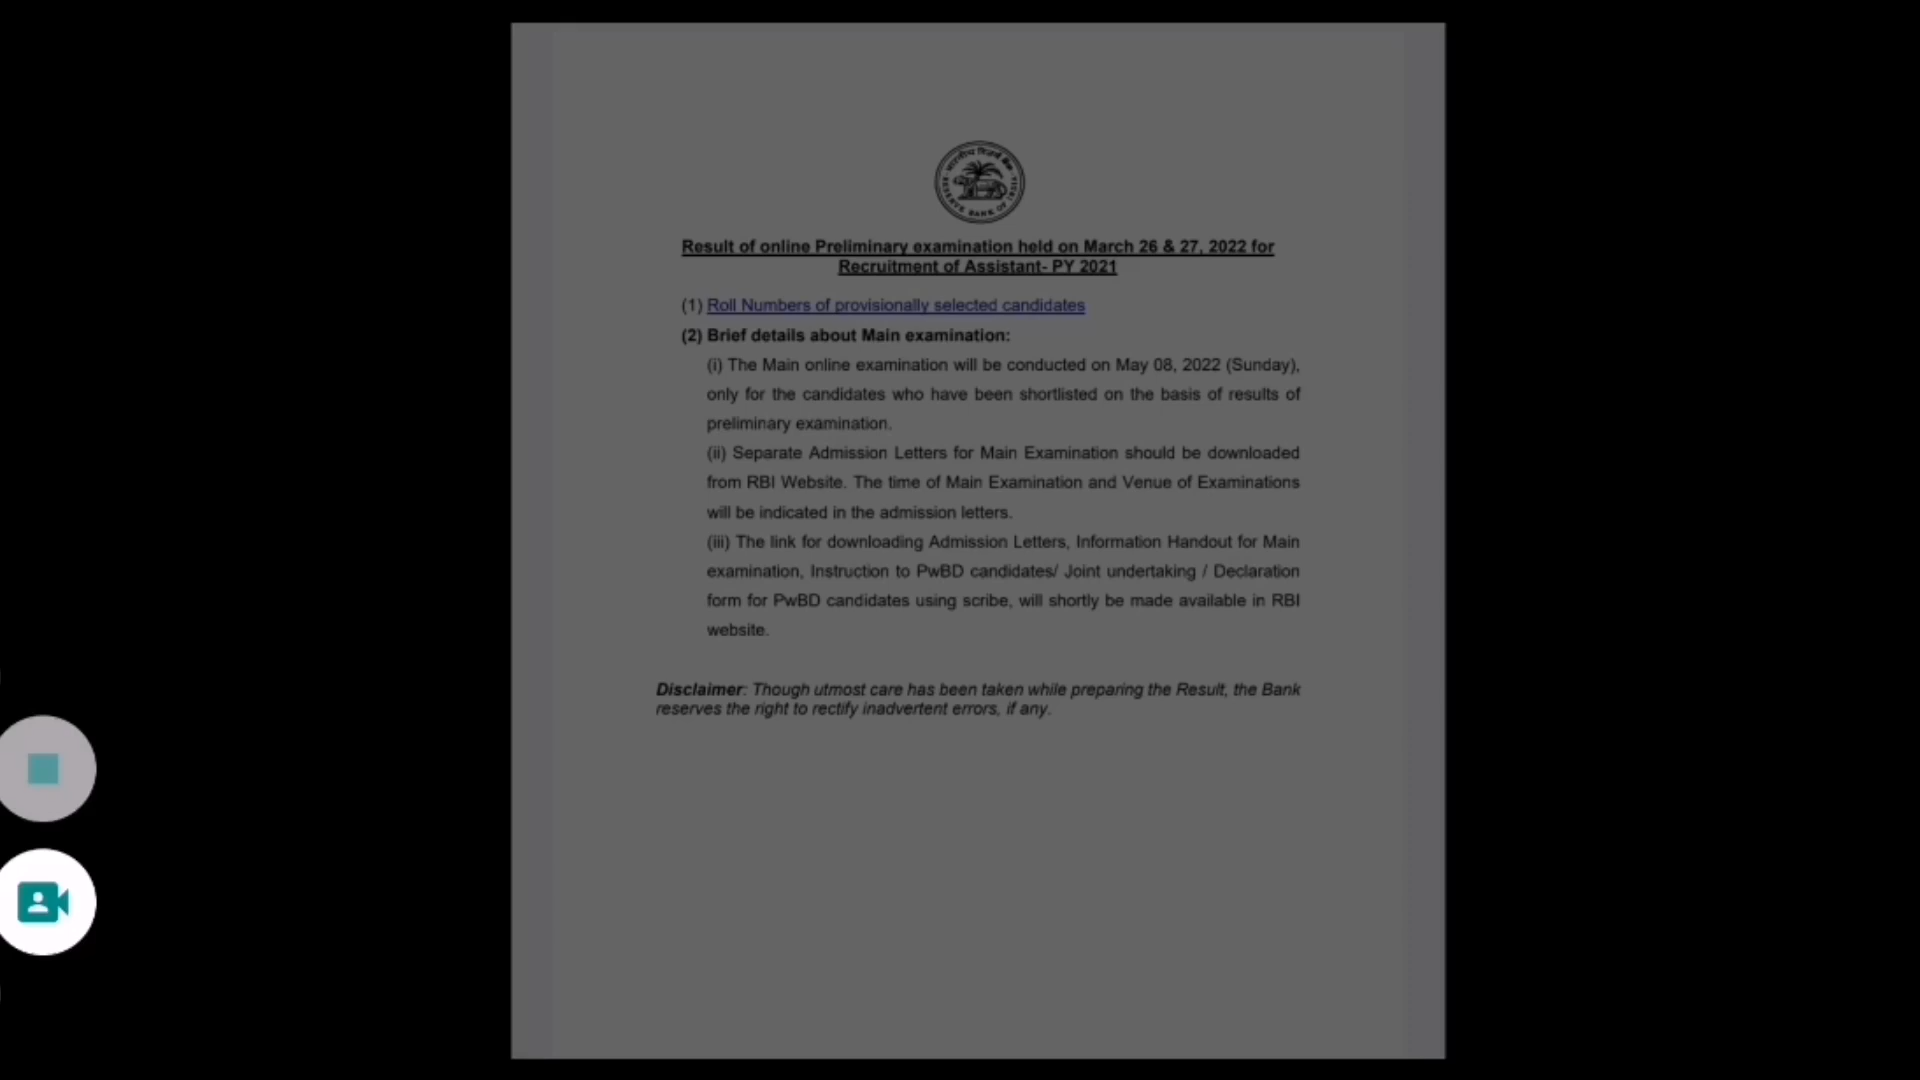 भारतीय रिज़र्व बैंक
RESERVE BANK OF INDIA
Result of online Preliminary examination held on March 26 & 27, 2022 for
Recruitment of Assistant- PY 2021
(1) Roll Numbers of provisionally selected candidates
(2) Brief details about Main examination:
(i) The Main online examination will be conducted on May 08, 2022 (Sunday),
only for the candidates who have been shortlisted on the basis of results of
preliminary examination.
(ii) Separate Admission Letters for Main Examination should be downloaded
from RBI Website. The time of Main Examination and Venue of Examinations
will be indicated in the admission letters.
(iii) The link for downloading Admission Letters, Information Handout for Main
examination, Instruction to PwBD candidates/ Joint undertaking / Declaration
form for PwBD candidates using scribe, will shortly be made available in RBI
website.
Disclaimer: Though utmost care has been taken while preparing the Result, the Bank
reserves the right to rectify inadvertent errors, if any.